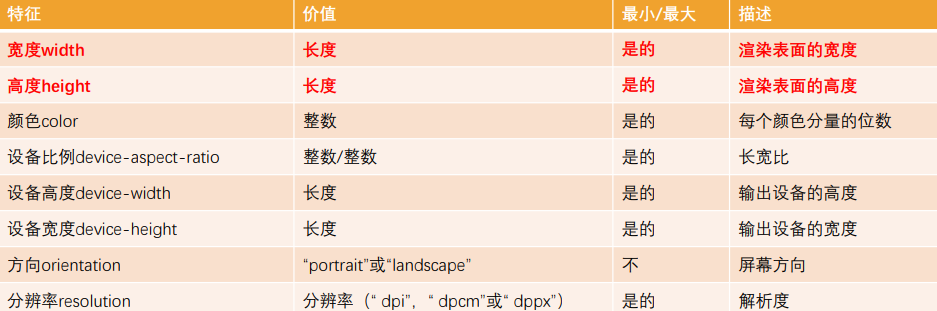 特征 价值 最小/最大 描述
宽度width 长度 是的 渲染表面的宽度
高度height 长度 是的 渲染表面的高度
颜色color 整数 是的 每个颜色分量的位数
设备比例device-aspect-ratio 整数/整数 是的 长宽比
设备高度device-width 长度 是的 输出设备的高度
设备宽度device-height 长度 是的 输出设备的宽度
方向orientation “portrait”或“landscape” 不 屏幕方向
分辨率resolution 分辨率（“ dpi”，“ dpcm”或“ dppx”） 是的 解析度